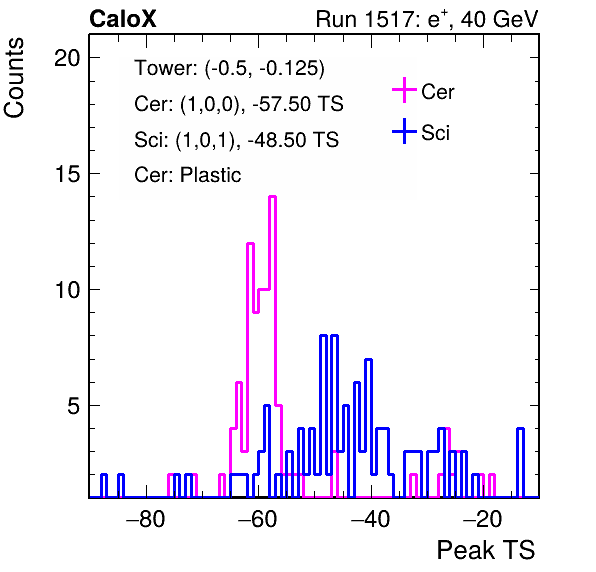 CaloX Run 1517: e⁺, 40 GeV
Counts
Tower: (-0.5, -0.125)
Cer: (1,0,0), -57.50 TS
Sci: (1,0,1), -48.50 TS
Cer: Plastic
Cer
Sci
20
15
10
5
−80 −60 −40 −20
Peak TS